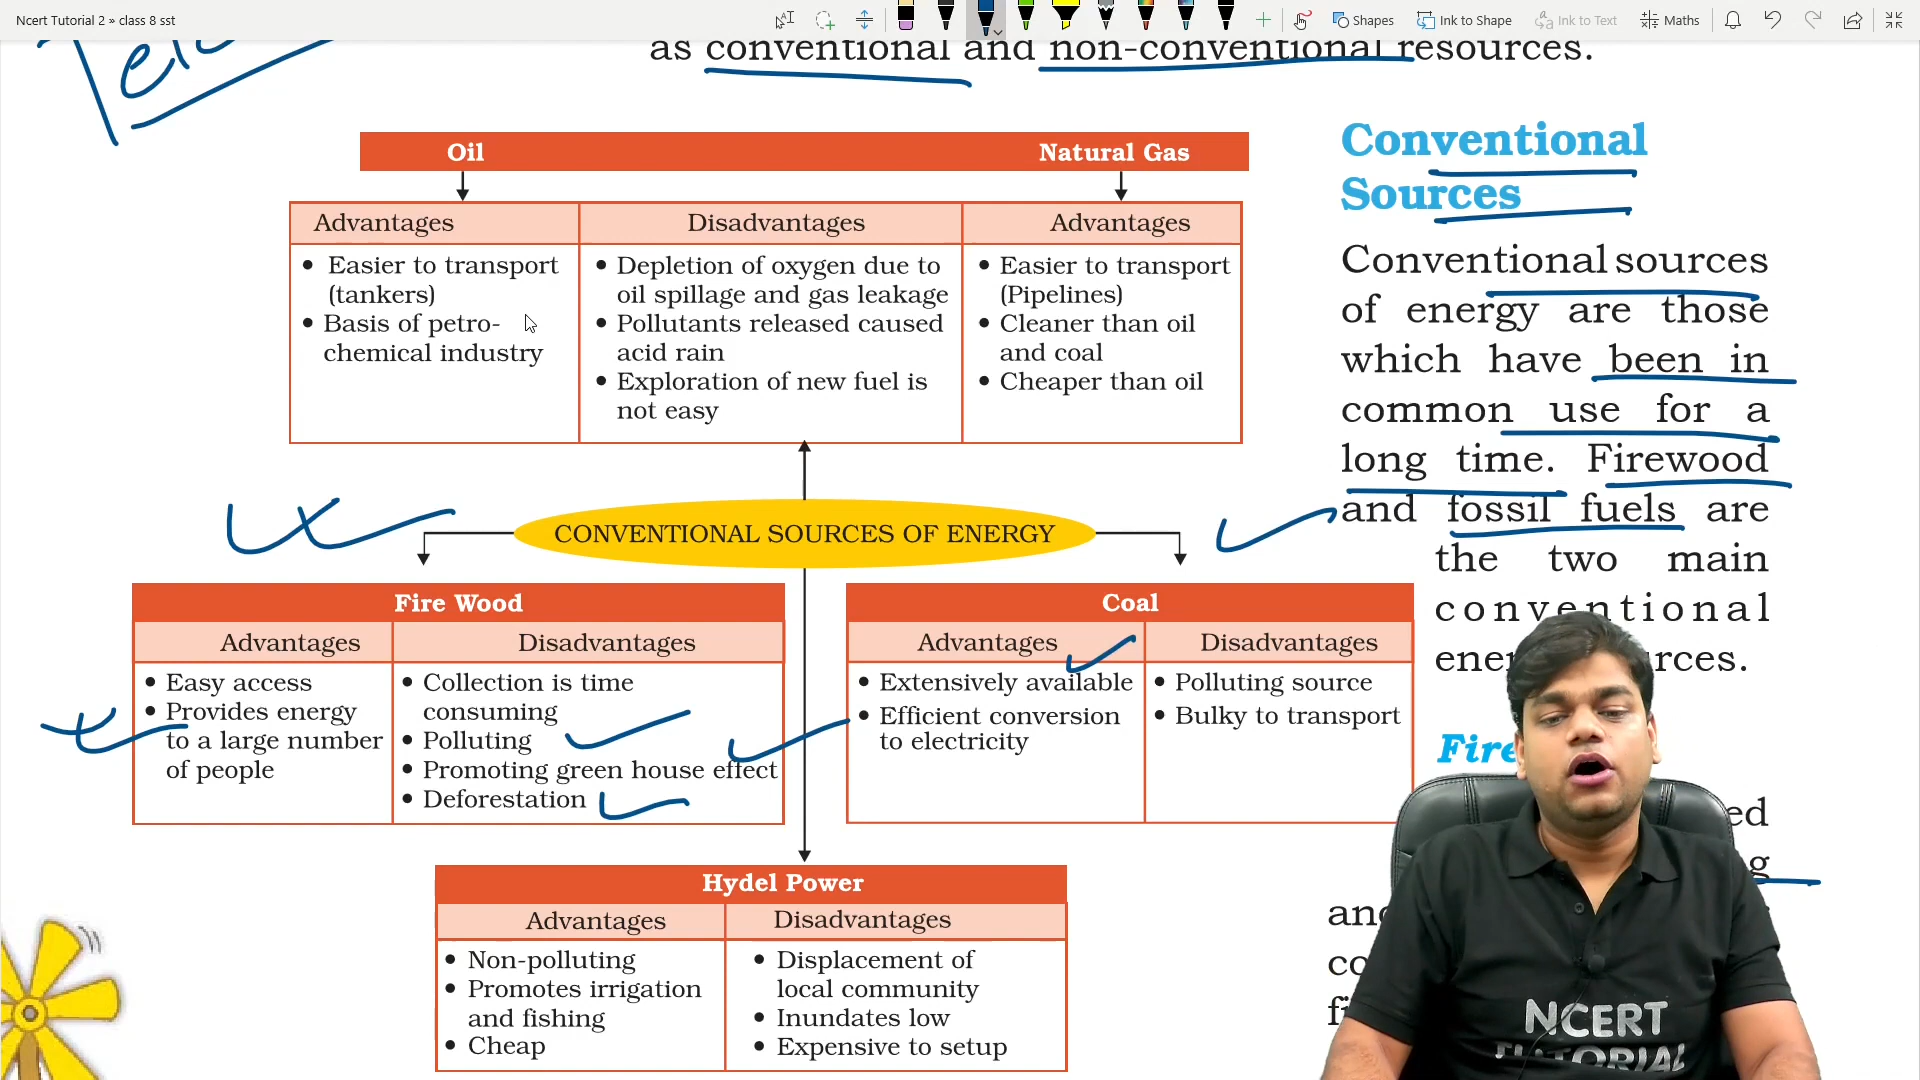 Ncert Tutorial 2 » class 8 sst
Shapes
Ink to Shape
Ink to Text
Maths
as conventional and non-conventional resources.
Oil
Natural Gas
Advantages
Disadvantages
Advantages
• Easier to transport
(tankers)
• Basis of petro-
chemical industry
• Depletion of oxygen due to
oil spillage and gas leakage
• Pollutants released caused
acid rain
• Exploration of new fuel is
not easy
• Easier to transport
(Pipelines)
• Cleaner than oil
and coal
• Cheaper than oil
CONVENTIONAL SOURCES OF ENERGY
Fire Wood
Advantages
Disadvantages
• Easy access
• Provides energy
to a large number
of people
• Collection is time
consuming
• Polluting
• Promoting green house effect
• Deforestation
Coal
Advantages
Disadvantages
• Extensively available
• Efficient conversion
to electricity
• Polluting source
• Bulky to transport
Hydel Power
Advantages
Disadvantages
• Non-polluting
• Promotes irrigation
and fishing
• Cheap
• Displacement of
local community
• Inundates low
• Expensive to setup
Conventional
Sources
Conventional sources
of energy are those
which have been in
common use for a
long time. Firewood
and fossil fuels are
the two main
conventional
NCERT
TUTORIAL